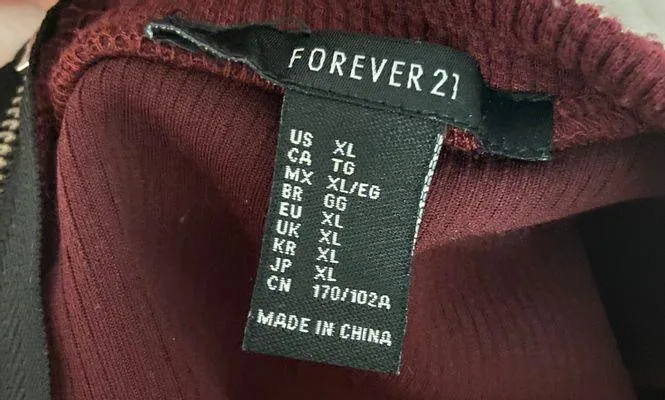 FOREVER 21
US XL
CA TG
MX XL/EG
BR GG
EU XL
UK XL
KR XL
JP XL
CN 170/102A
MADE IN CHINA